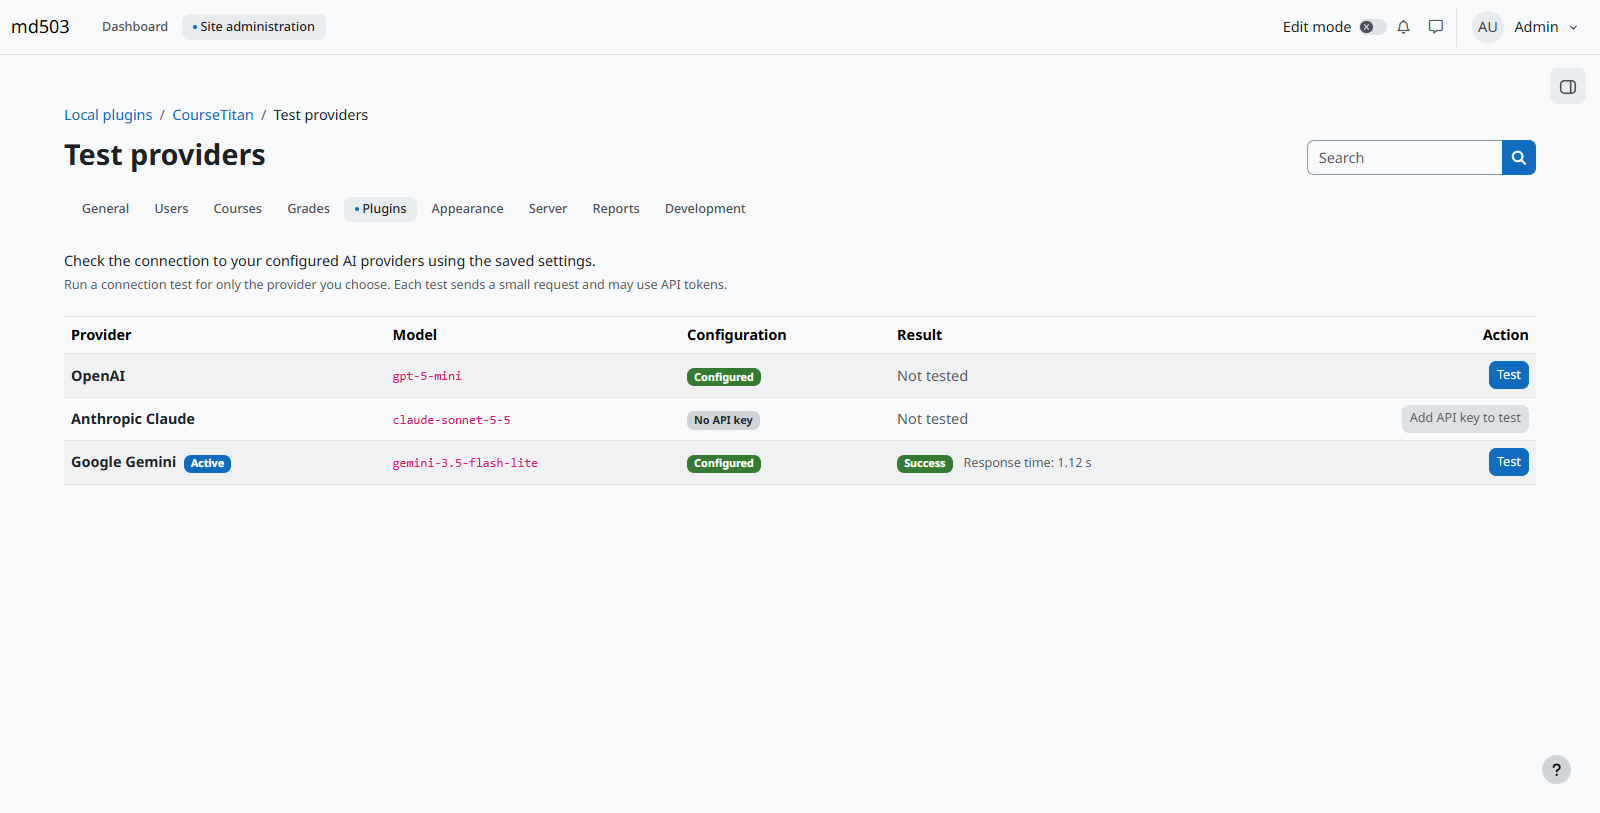 md503 Dashboard Site administration Edit mode AU Admin
Local plugins / CourseTitan / Test providers
Test providers
Search
General Users Courses Grades Plugins Appearance Server Reports Development
Check the connection to your configured AI providers using the saved settings.
Run a connection test for only the provider you choose. Each test sends a small request and may use API tokens.
Provider Model Configuration Result Action
OpenAI gpt-5-mini Configured Not tested Test
Anthropic Claude claude-sonnet-5-5 No API key Not tested Add API key to test
Google Gemini Active gemini-3.5-flash-lite Configured Success Response time: 1.12 s Test
?